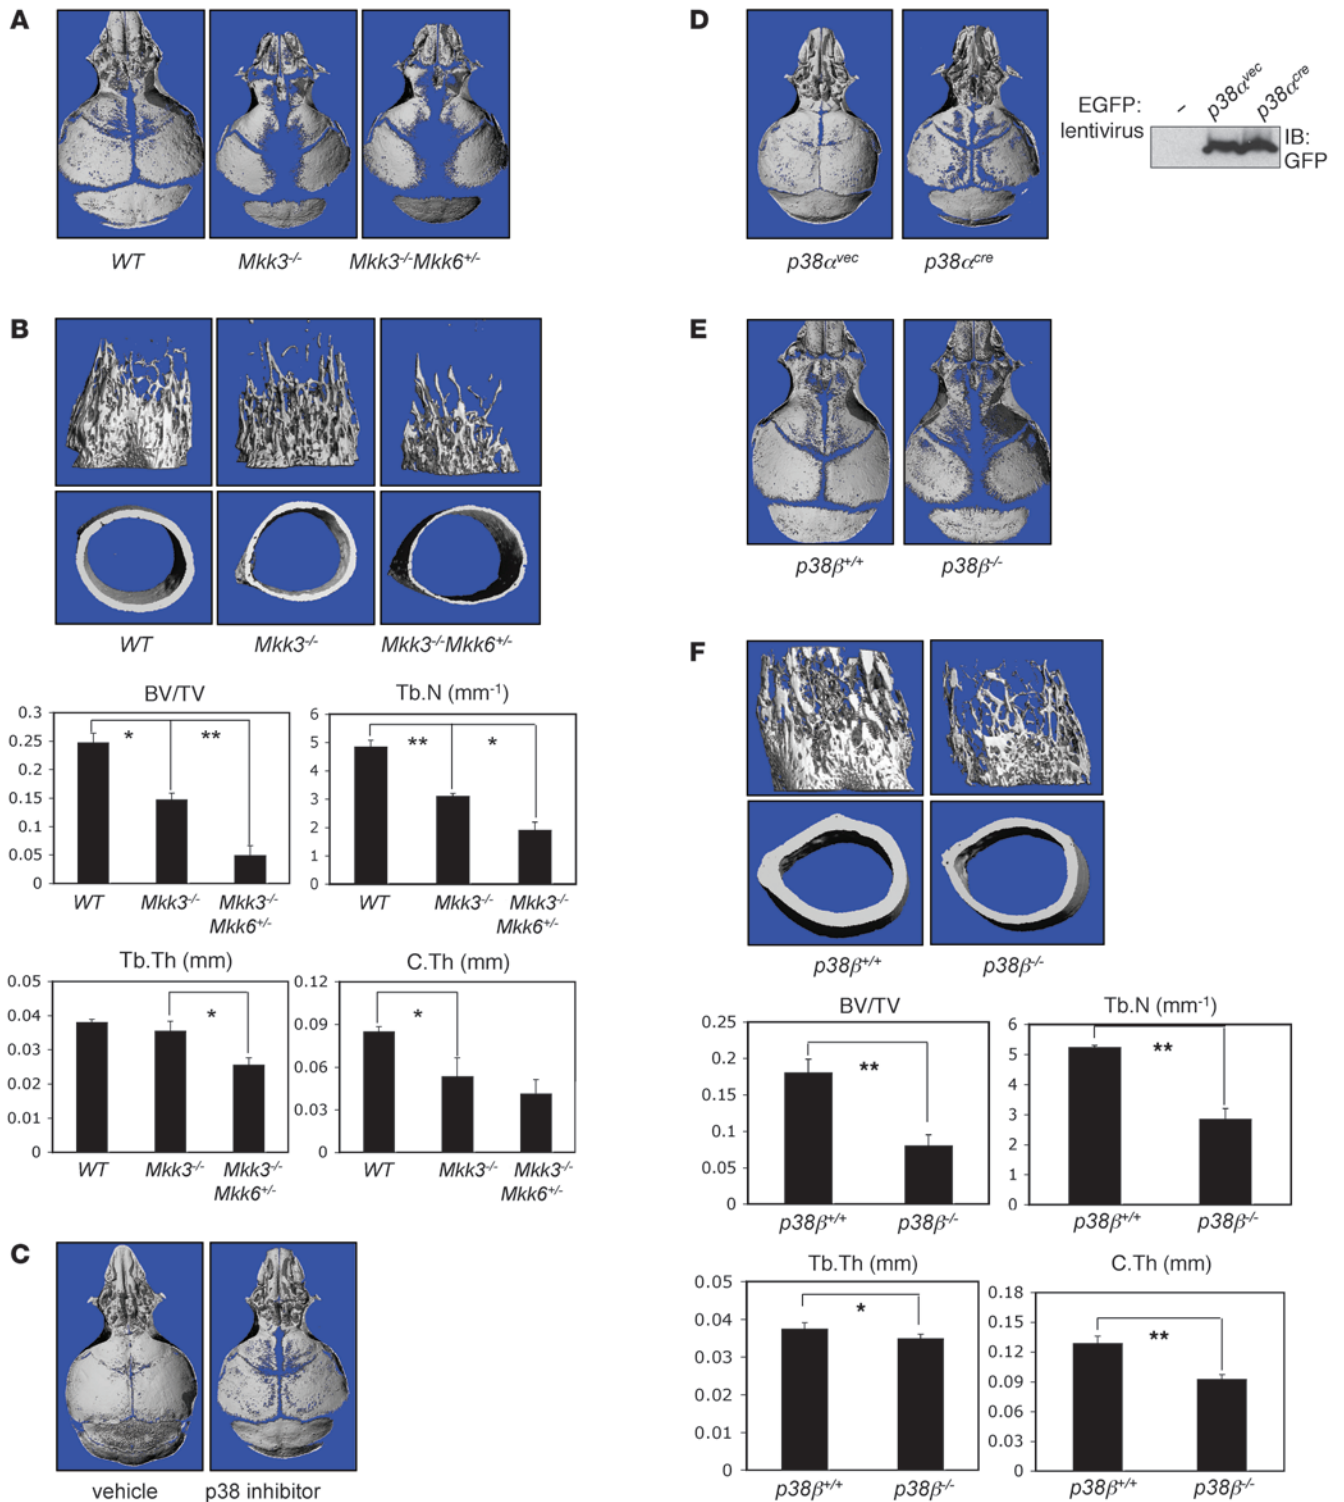 A
WT
Mkk3-/-
Mkk3-/-Mkk6+/-
B
WT
Mkk3-/-
Mkk3-/-Mkk6+/-
BV/TV
0.3
0.25
0.2
0.15
0.1
0.05
0
* **
WT
Mkk3-/-
Mkk3-/-
Mkk6+/-
Tb.N (mm-1)
6
5
4
3
2
1
0
** *
WT
Mkk3-/-
Mkk3-/-
Mkk6+/-
Tb.Th (mm)
0.05
0.04
0.03
0.02
0.01
0
*
WT
Mkk3-/-
Mkk3-/-
Mkk6+/-
C.Th (mm)
0.12
0.09
0.06
0.03
0
*
WT
Mkk3-/-
Mkk3-/-
Mkk6+/-
C
vehicle
p38 inhibitor
D
p38αvec
p38αcre
EGFP:
lentivirus
–
p38αvec
p38αcre
IB:
GFP
E
p38β+/+
p38β-/-
F
p38β+/+
p38β-/-
BV/TV
0.25
0.2
0.15
0.1
0.05
0
**
p38β+/+
p38β-/-
Tb.N (mm-1)
6
5
4
3
2
1
0
**
p38β+/+
p38β-/-
Tb.Th (mm)
0.05
0.04
0.03
0.02
0.01
0
*
p38β+/+
p38β-/-
C.Th (mm)
0.18
0.15
0.12
0.09
0.06
0.03
0
**
p38β+/+
p38β-/-